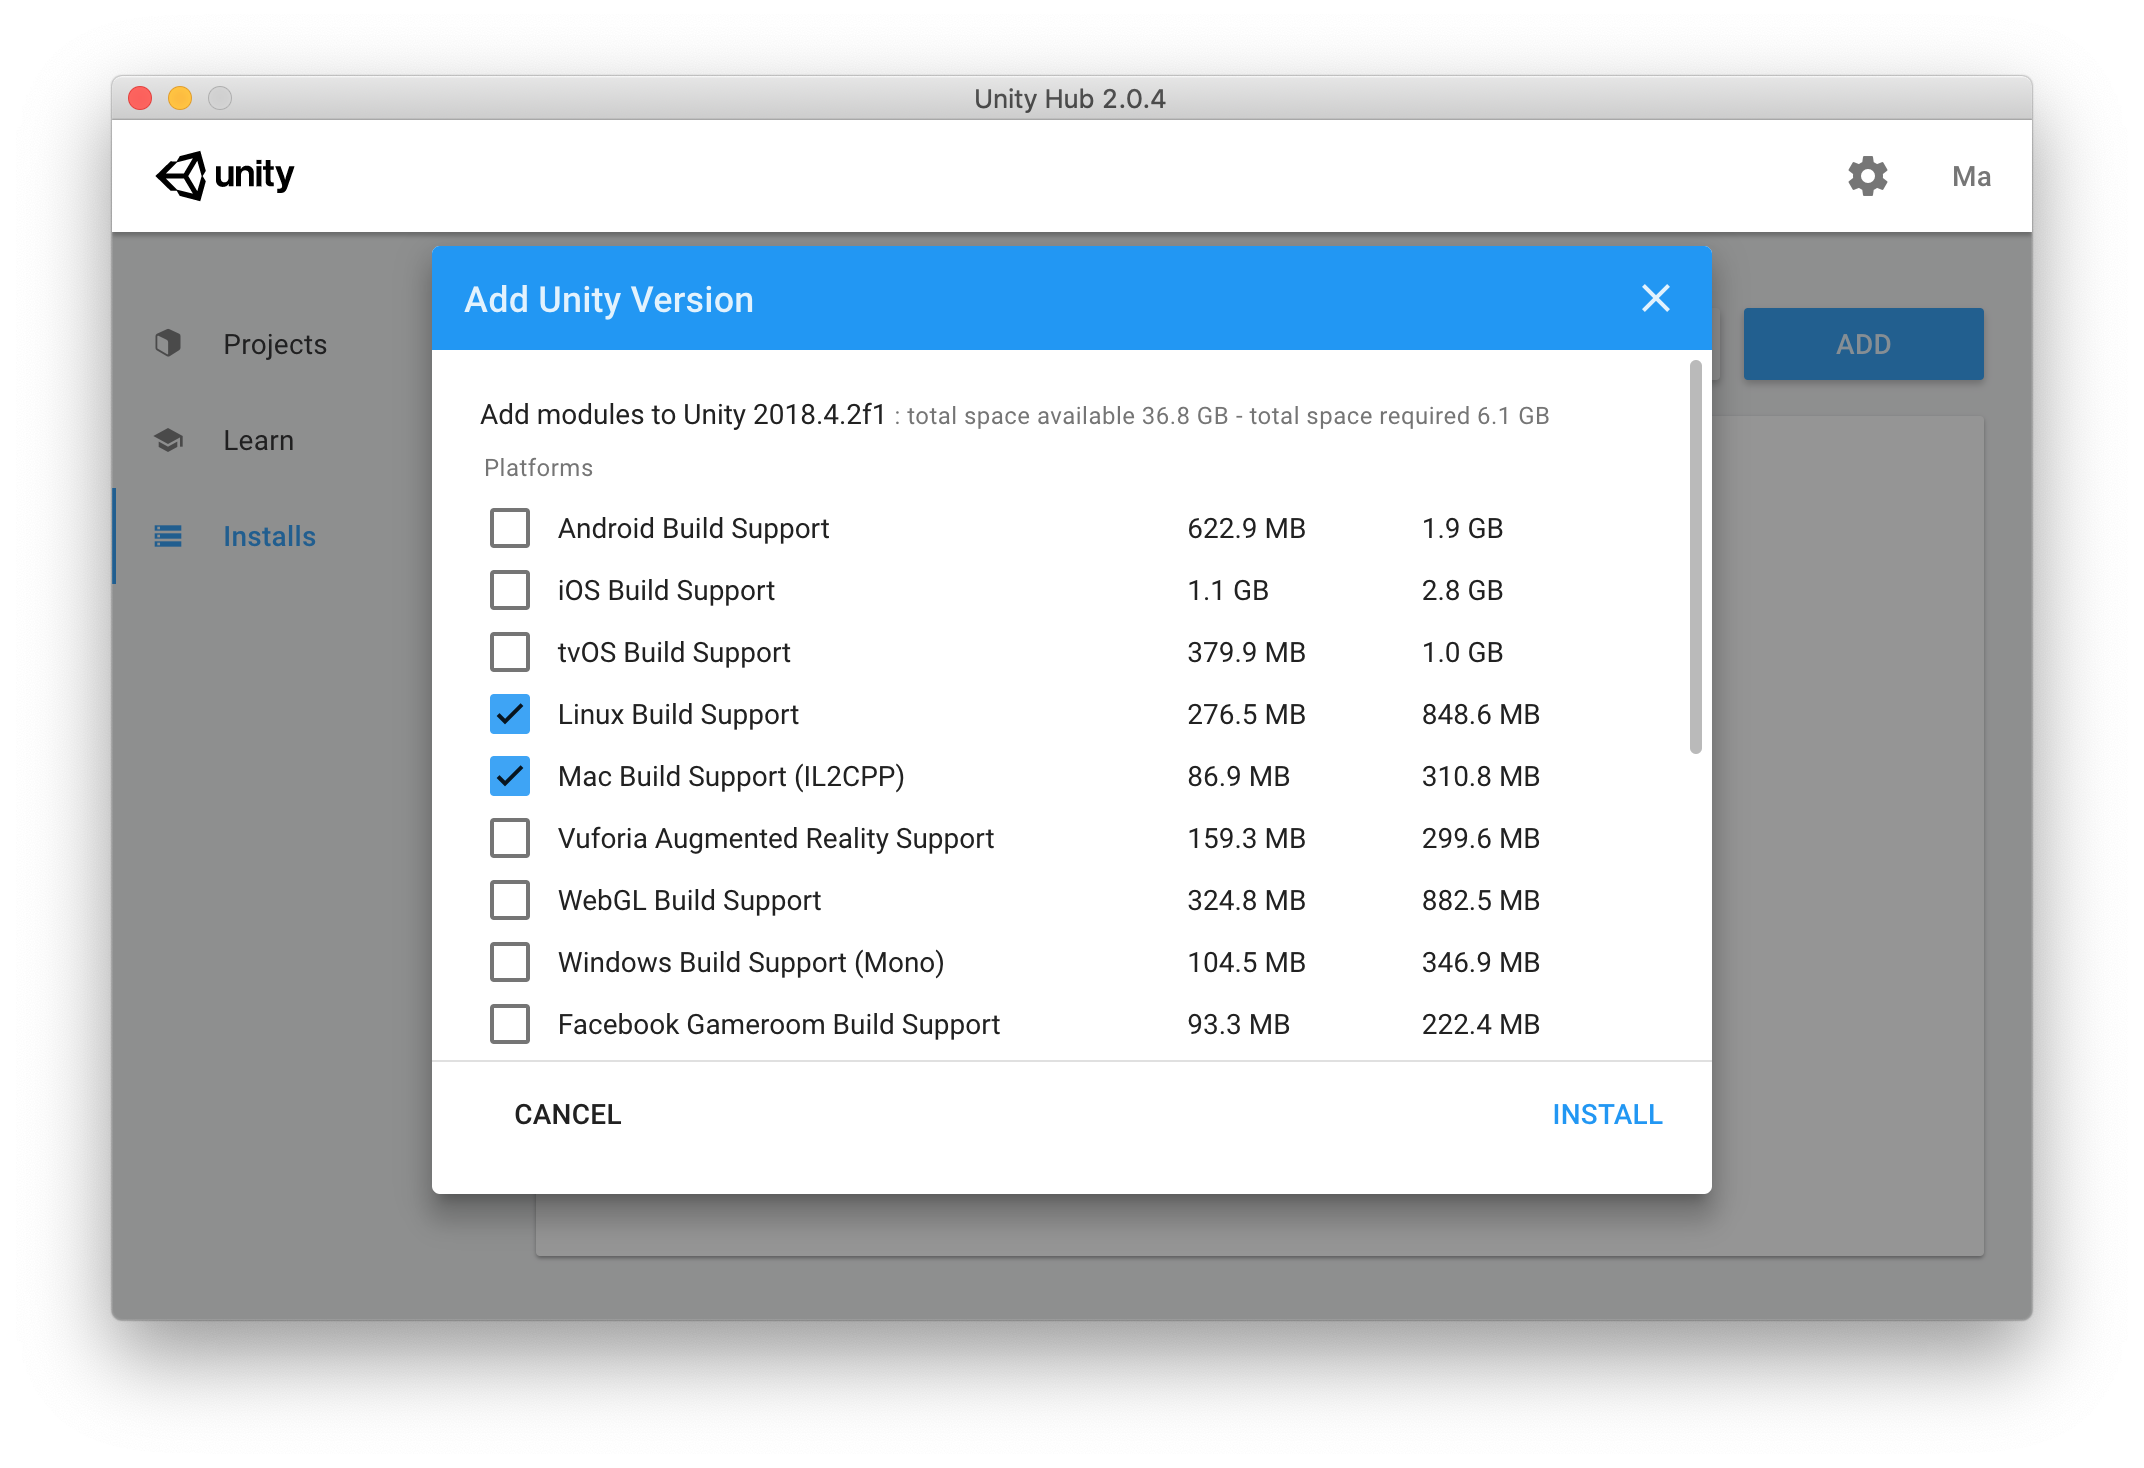 Unity Hub 2.0.4
unity
Ma
Add Unity Version
Projects
ADD
Learn
Installs
Add modules to Unity 2018.4.2f1 : total space available 36.8 GB - total space required 6.1 GB
Platforms
Android Build Support 622.9 MB 1.9 GB
iOS Build Support 1.1 GB 2.8 GB
tvOS Build Support 379.9 MB 1.0 GB
Linux Build Support 276.5 MB 848.6 MB
Mac Build Support (IL2CPP) 86.9 MB 310.8 MB
Vuforia Augmented Reality Support 159.3 MB 299.6 MB
WebGL Build Support 324.8 MB 882.5 MB
Windows Build Support (Mono) 104.5 MB 346.9 MB
Facebook Gameroom Build Support 93.3 MB 222.4 MB
CANCEL
INSTALL